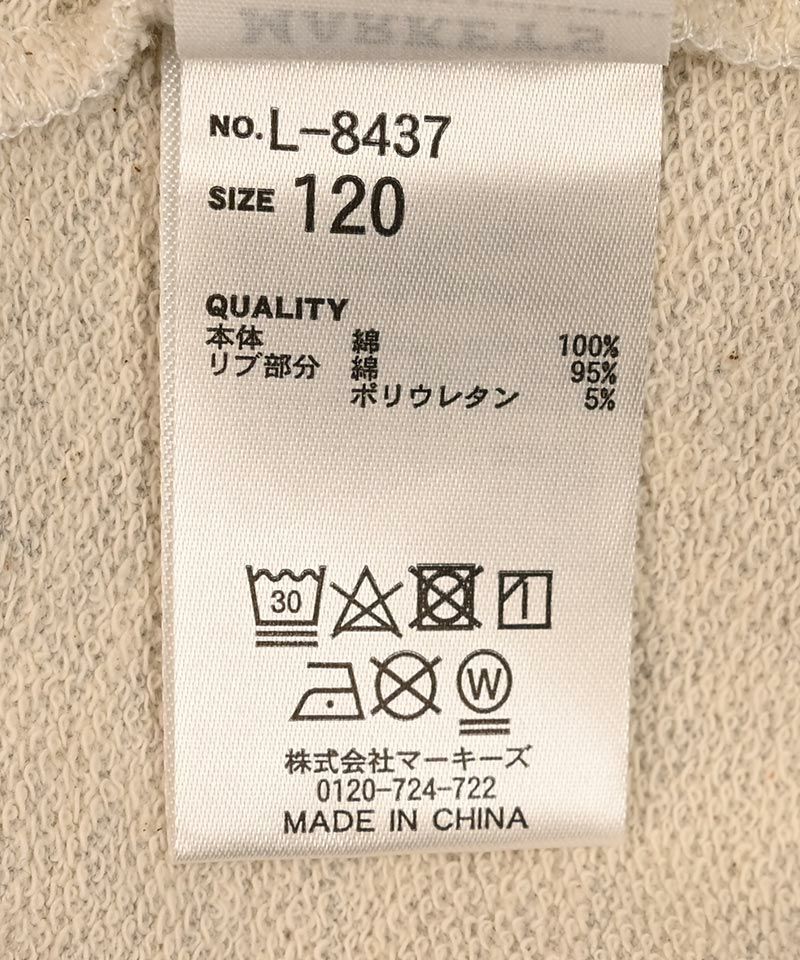 MARKEYS
NO. L-8437
SIZE 120
QUALITY
本体 綿 100%
リブ部分 綿 95%
ポリウレタン 5%
30
W
株式会社マーキーズ
0120-724-722
MADE IN CHINA